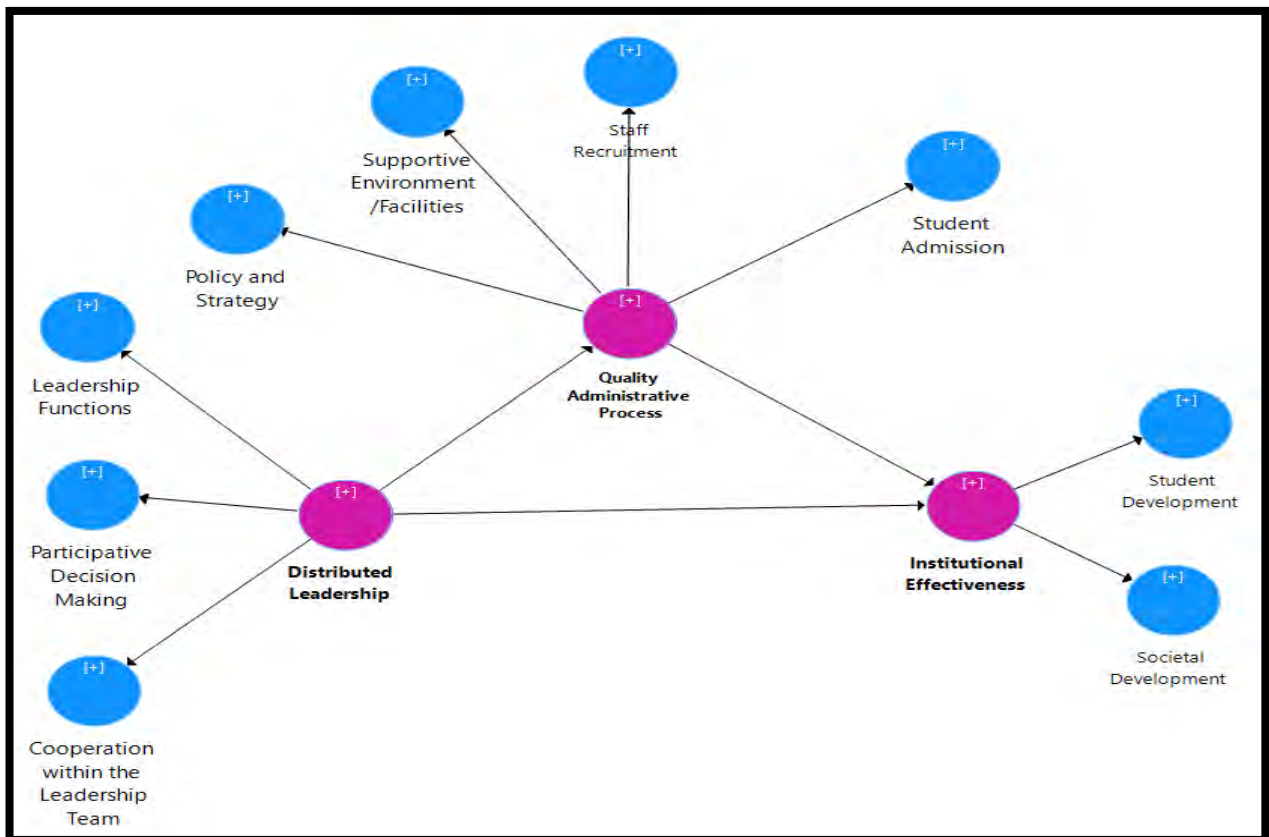 [+]
Staff
Recruitment
[+]
Supportive
Environment
/Facilities
[+]
Student
Admission
[+]
Policy and
Strategy
[+]
Leadership
Functions
[+]
Quality
Administrative
Process
[+]
Participative
Decision
Making
[+]
Distributed
Leadership
[+]
Institutional
Effectiveness
[+]
Student
Development
[+]
Societal
Development
[+]
Cooperation
within the
Leadership
Team